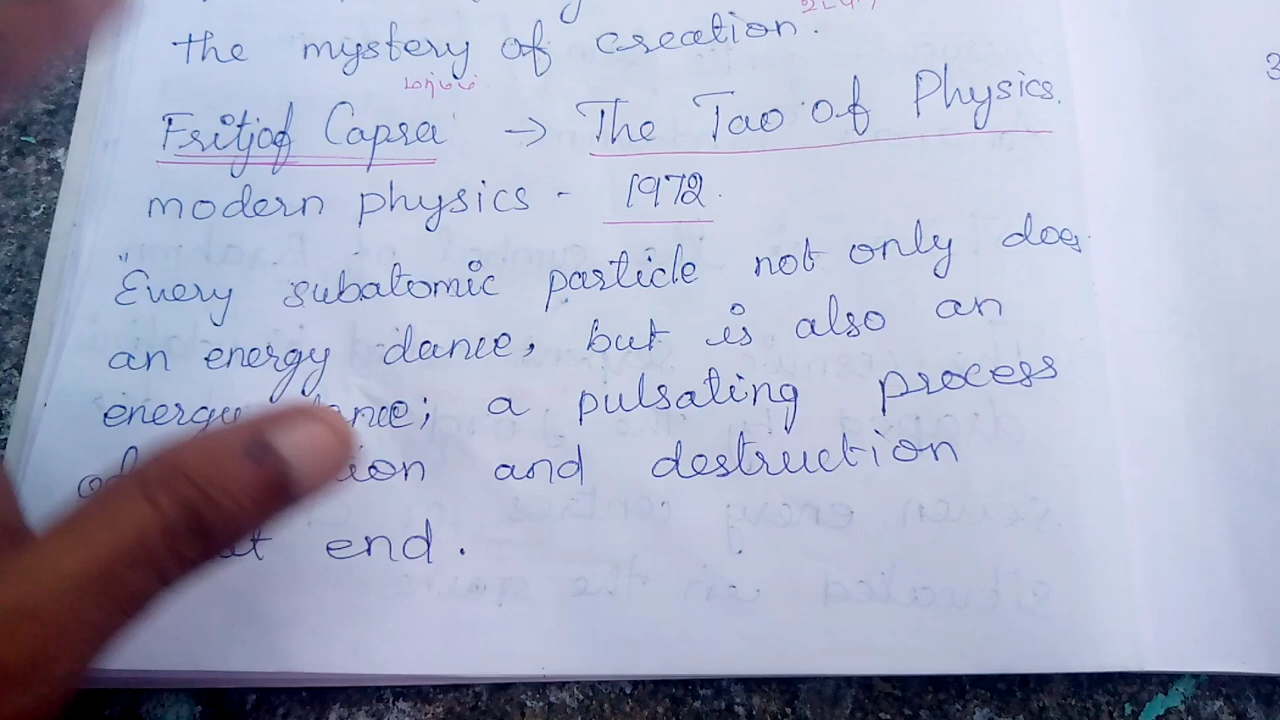 the mystery of creation.
Fritjof Capra → The Tao of Physics.
modern physics - 1972.
"Every subatomic particle not only does
an energy dance, but is also an
energy dance; a pulsating process
and destruction
end.